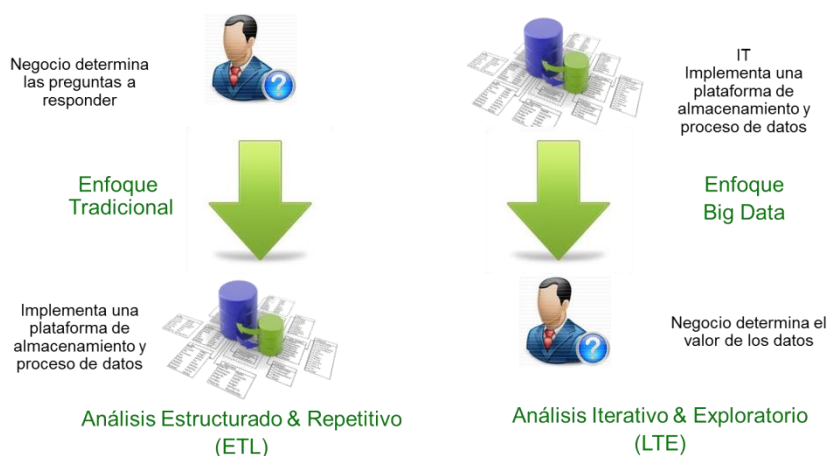 Negocio determina
las preguntas a
responder
Enfoque
Tradicional
Implementa una
plataforma de
almacenamiento y
proceso de datos
Análisis Estructurado & Repetitivo
(ETL)
IT
Implementa una
plataforma de
almacenamiento y
proceso de datos
Enfoque
Big Data
Negocio determina el
valor de los datos
Análisis Iterativo & Exploratorio
(LTE)